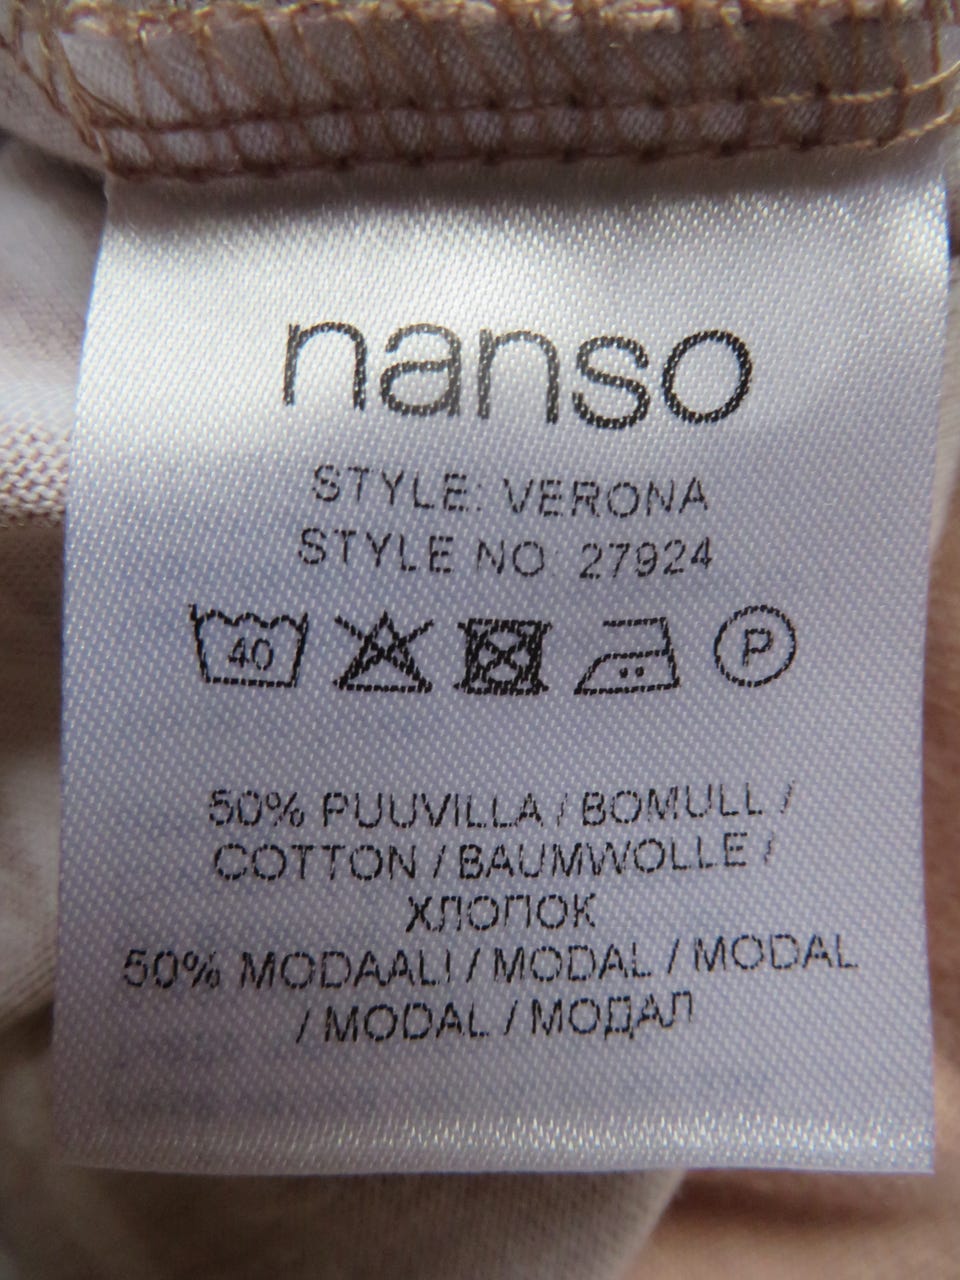 nanso
STYLE: VERONA
STYLE NO: 27924
40 P
50% PUUVILLA / BOMULL /
COTTON / BAUMWOLLE /
ХЛОПОК
50% MODAALI / MODAL / MODAL
/ MODAL / МОДАЛ